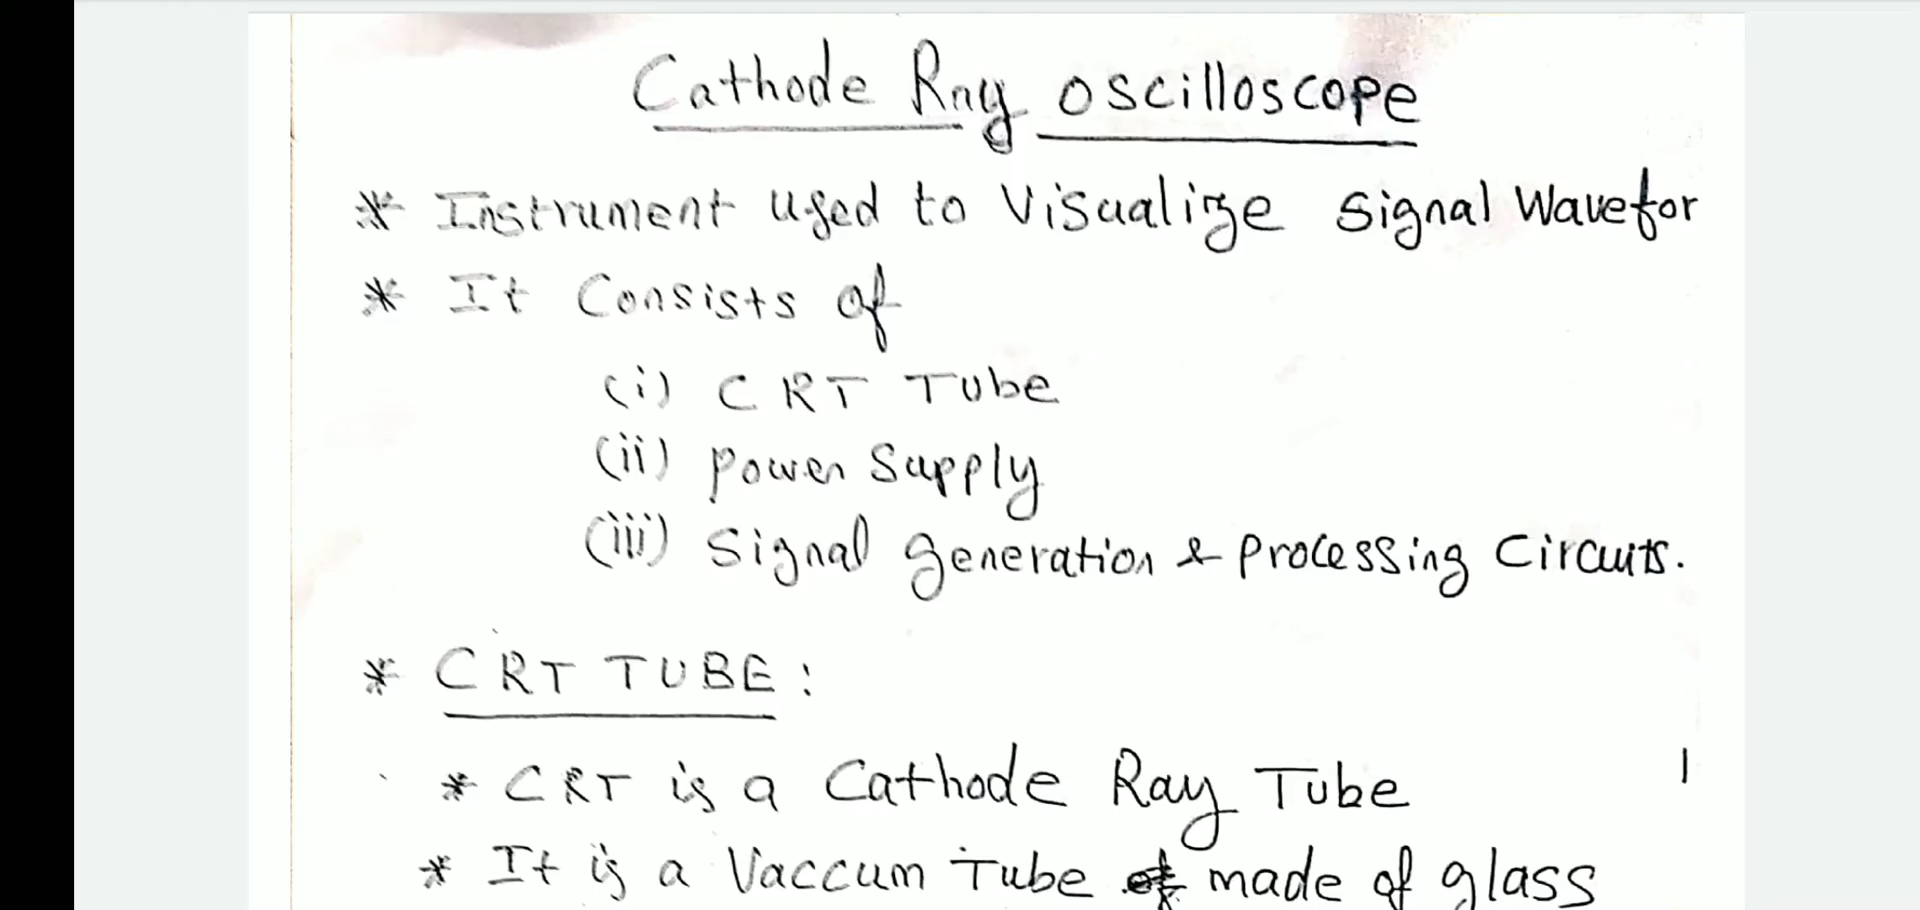 Cathode Ray oscilloscope
* Instrument used to Visualize Signal Wavefor
* It Consists of
(i) CRT Tube
(ii) Power Supply
(iii) Signal generation & Processing Circuits.
* CRT TUBE:
* CRT is a Cathode Ray Tube
* It is a Vaccum Tube made of glass